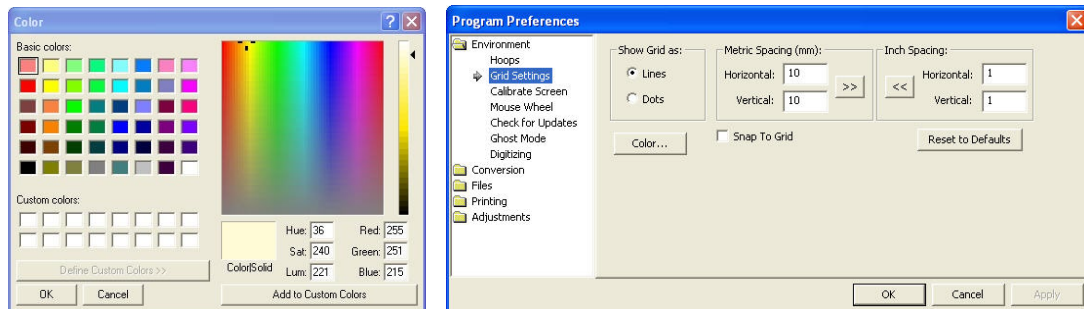 Color
Basic colors:
Custom colors:
Define Custom Colors >>
OK Cancel
Color|Solid
Hue: 36 Red: 255
Sat: 240 Green: 251
Lum: 221 Blue: 215
Add to Custom Colors
Program Preferences
Environment
Hoops
Grid Settings
Calibrate Screen
Mouse Wheel
Check for Updates
Ghost Mode
Digitizing
Conversion
Files
Printing
Adjustments
Show Grid as:
Lines
Dots
Color...
Metric Spacing (mm):
Horizontal: 10
Vertical: 10
>>
Snap To Grid
Inch Spacing:
<<
Horizontal: 1
Vertical: 1
Reset to Defaults
OK Cancel Apply